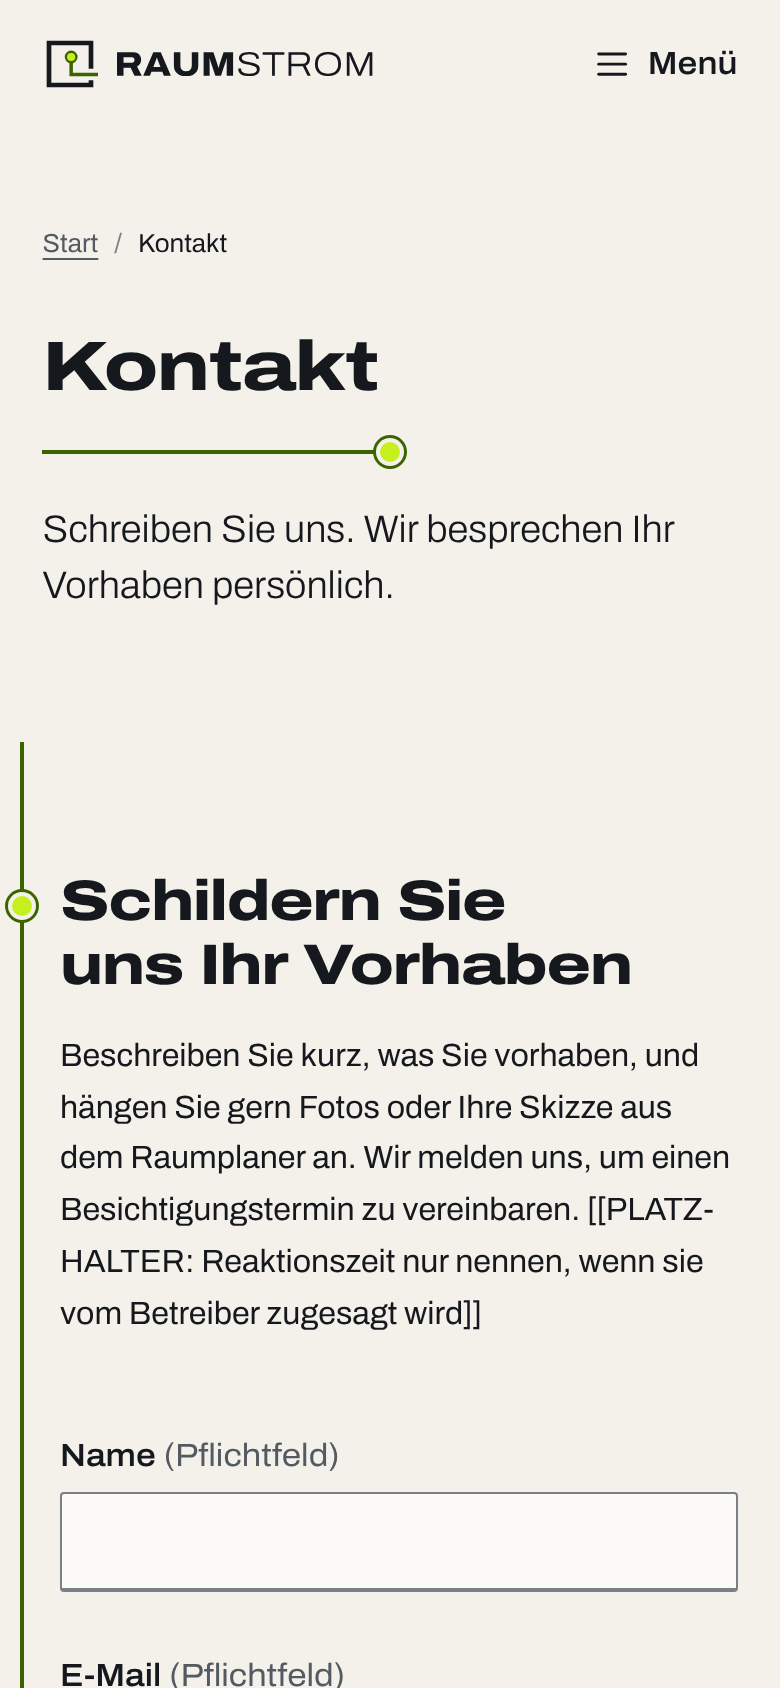 RAUMSTROM
Menü
Start / Kontakt
Kontakt
Schreiben Sie uns. Wir besprechen Ihr
Vorhaben persönlich.
Schildern Sie
uns Ihr Vorhaben
Beschreiben Sie kurz, was Sie vorhaben, und
hängen Sie gern Fotos oder Ihre Skizze aus
dem Raumplaner an. Wir melden uns, um einen
Besichtigungstermin zu vereinbaren. [[PLATZ-
HALTER: Reaktionszeit nur nennen, wenn sie
vom Betreiber zugesagt wird]]
Name (Pflichtfeld)
E-Mail (Pflichtfeld)